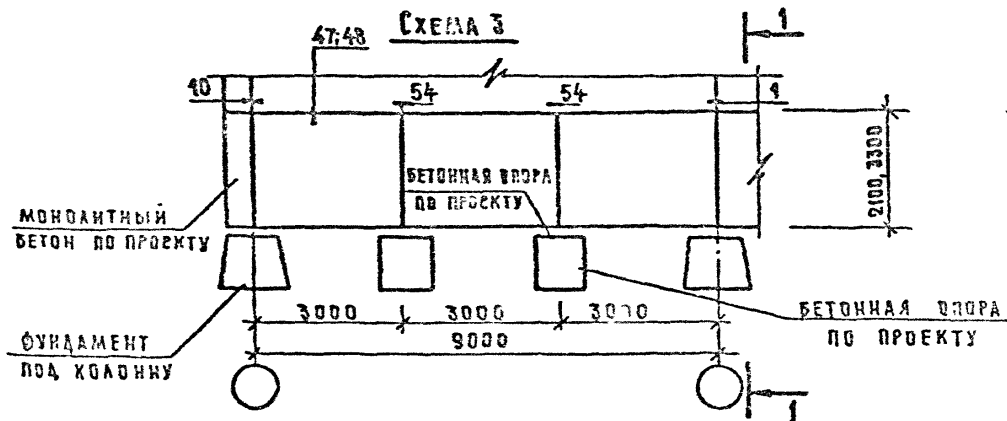 СХЕМА 3
47;48
1
40
54
54
4
БЕТОННАЯ ОПОРА
ПО ПРОЕКТУ
2100, 3300
МОНОЛИТНЫЙ
БЕТОН ПО ПРОЕКТУ
3000
3000
3000
БЕТОННАЯ ОПОРА
ПО ПРОЕКТУ
ФУНДАМЕНТ
ПОД КОЛОННУ
9000
1